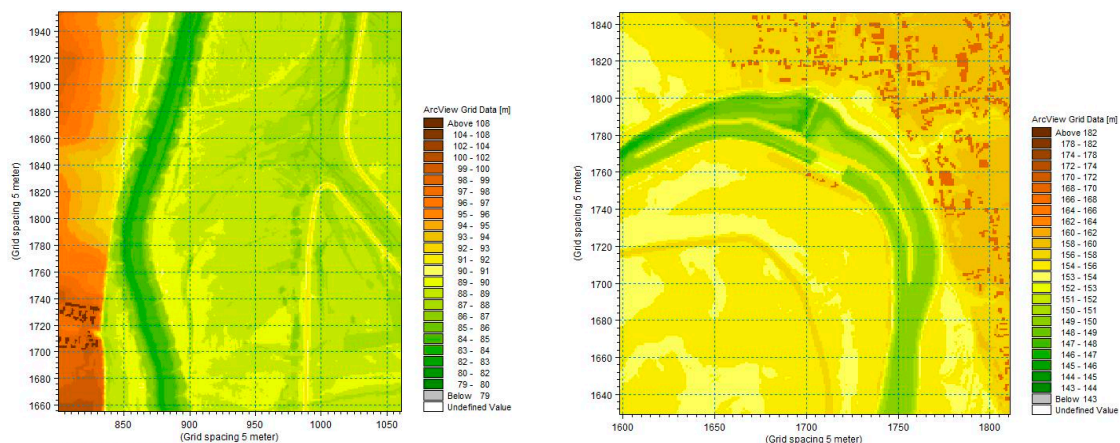 1940
1920
1900
1880
1860
1840
1820
1800
1780
1760
1740
1720
1700
1680
1660
(Grid spacing 5 meter)
850 900 950 1000 1050
(Grid spacing 5 meter)
ArcView Grid Data [m]
Above 108
104 - 108
102 - 104
100 - 102
99 - 100
98 - 99
97 - 98
96 - 97
95 - 96
94 - 95
93 - 94
92 - 93
91 - 92
90 - 91
89 - 90
88 - 89
87 - 88
86 - 87
85 - 86
84 - 85
83 - 84
82 - 83
80 - 82
79 - 80
Below 79
Undefined Value
1840
1820
1800
1780
1760
1740
1720
1700
1680
1660
1640
(Grid spacing 5 meter)
1600 1650 1700 1750 1800
(Grid spacing 5 meter)
ArcView Grid Data [m]
Above 182
178 - 182
174 - 178
172 - 174
170 - 172
168 - 170
166 - 168
164 - 166
162 - 164
160 - 162
158 - 160
156 - 158
154 - 156
153 - 154
152 - 153
151 - 152
150 - 151
149 - 150
148 - 149
147 - 148
146 - 147
145 - 146
144 - 145
143 - 144
Below 143
Undefined Value